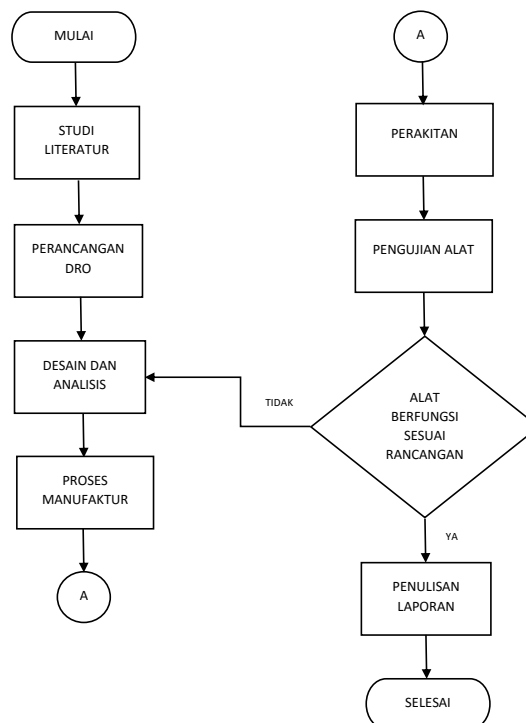 MULAI
STUDI
LITERATUR
PERANCANGAN
DRO
DESAIN DAN
ANALISIS
PROSES
MANUFAKTUR
A
A
PERAKITAN
PENGUJIAN ALAT
ALAT
BERFUNGSI
SESUAI
RANCANGAN
TIDAK
YA
PENULISAN
LAPORAN
SELESAI